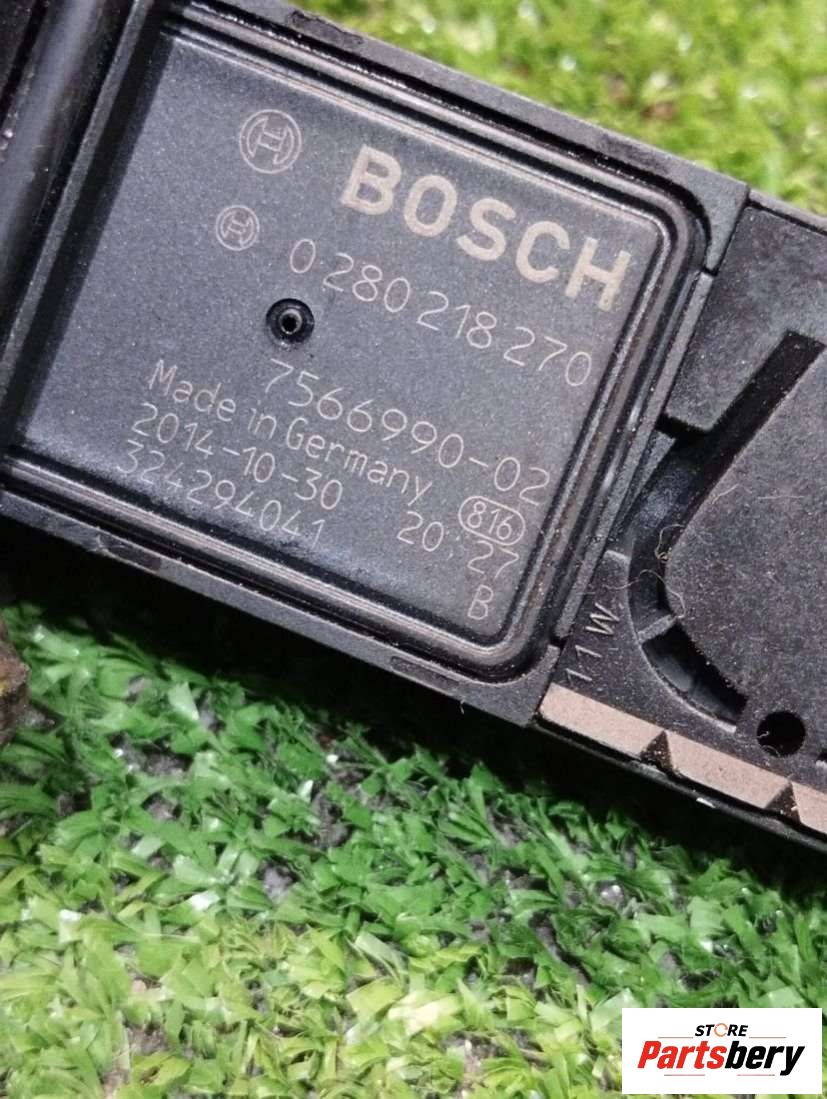 BOSCH
0 280 218 270
7566990-02
Made in Germany 816
2014-10-30 20 27
324294041 B
11W
STORE
Partsbery